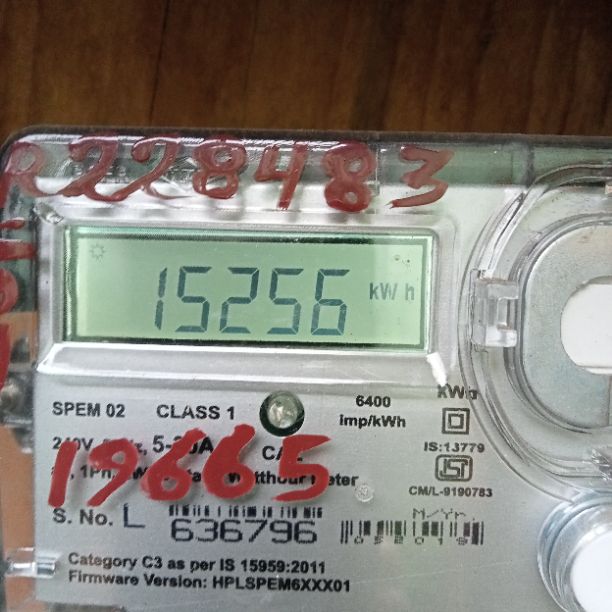 R228483
15256 kWh
6400
imp/kWh
SPEM 02 CLASS 1
IS:13779
CM/L-9190783
19665
S. No. L 636796
M/Yr
Category C3 as per IS 15959:2011
Firmware Version: HPLSPEM6XXX01